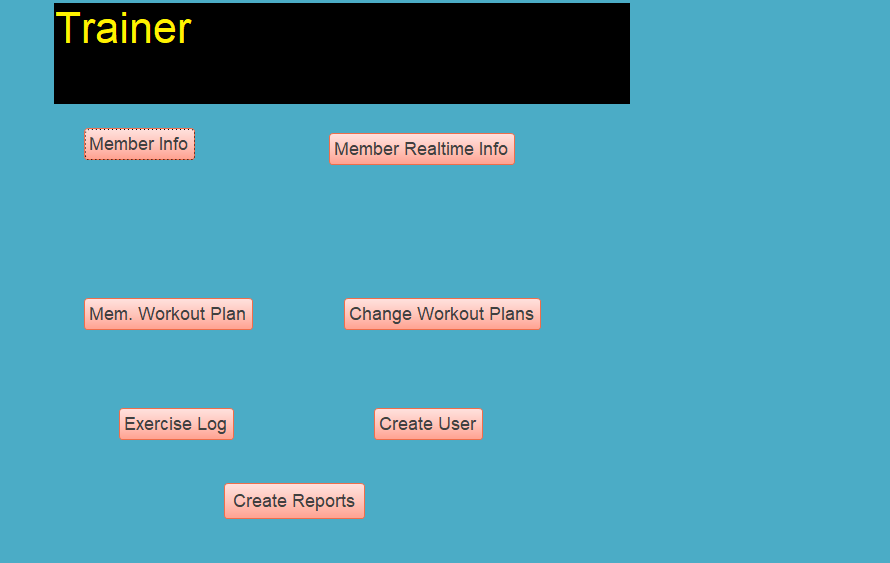 Trainer
Member Info
Member Realtime Info
Mem. Workout Plan
Change Workout Plans
Exercise Log
Create User
Create Reports